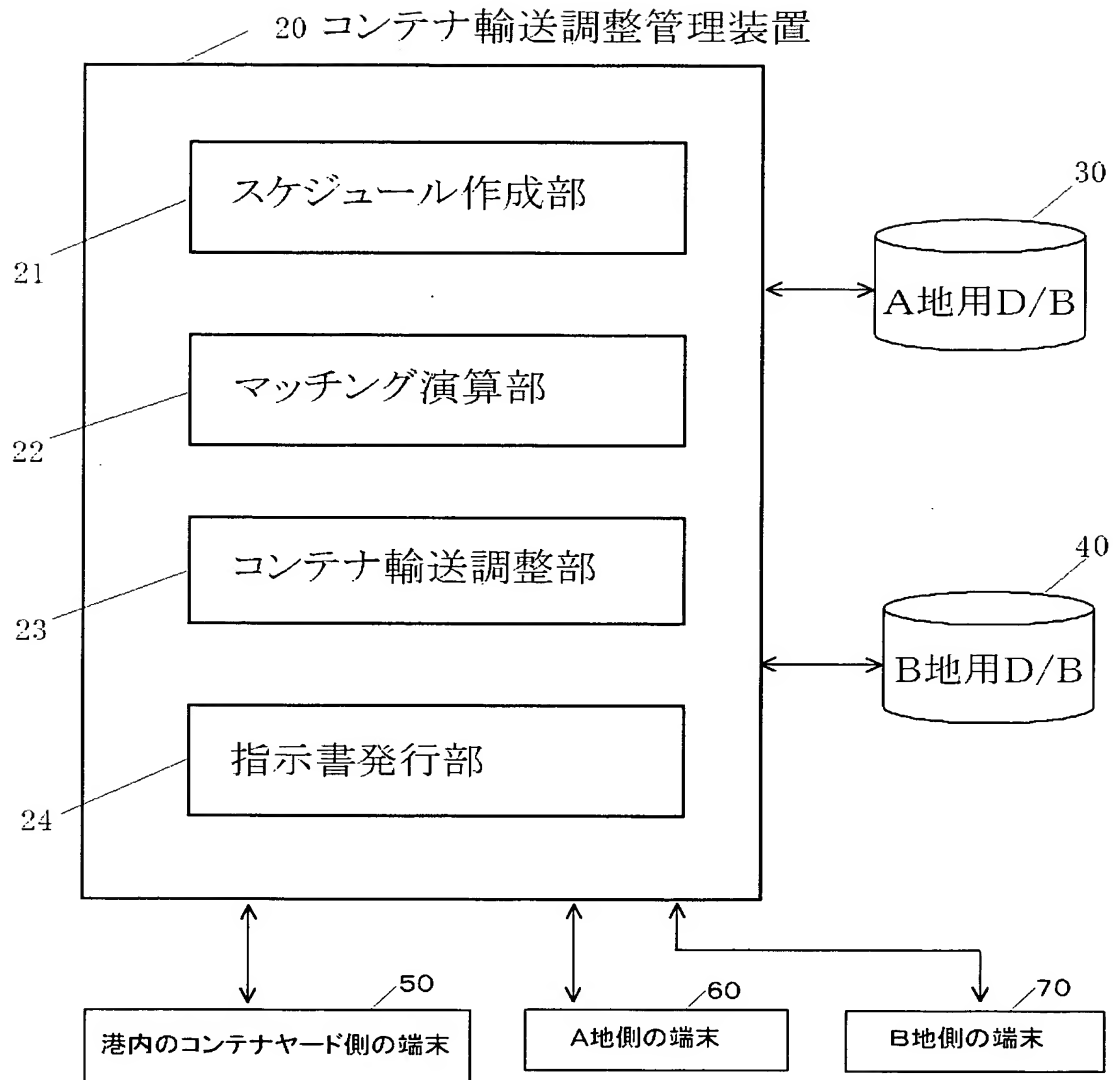 20 コンテナ輸送調整管理装置
スケジュール作成部
21
30
A地用D/B
マッチング演算部
22
コンテナ輸送調整部
23
40
B地用D/B
指示書発行部
24
50
港内のコンテナヤード側の端末
60
A地側の端末
70
B地側の端末